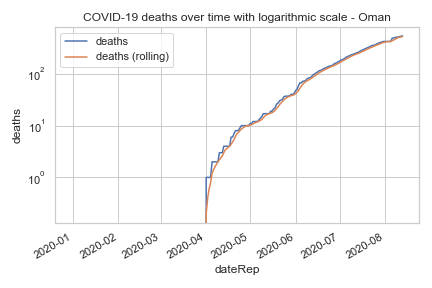 COVID-19 deaths over time with logarithmic scale - Oman
deaths
deaths (rolling)
10²
10¹
10⁰
deaths
2020-01
2020-02
2020-03
2020-04
2020-05
2020-06
2020-07
2020-08
dateRep